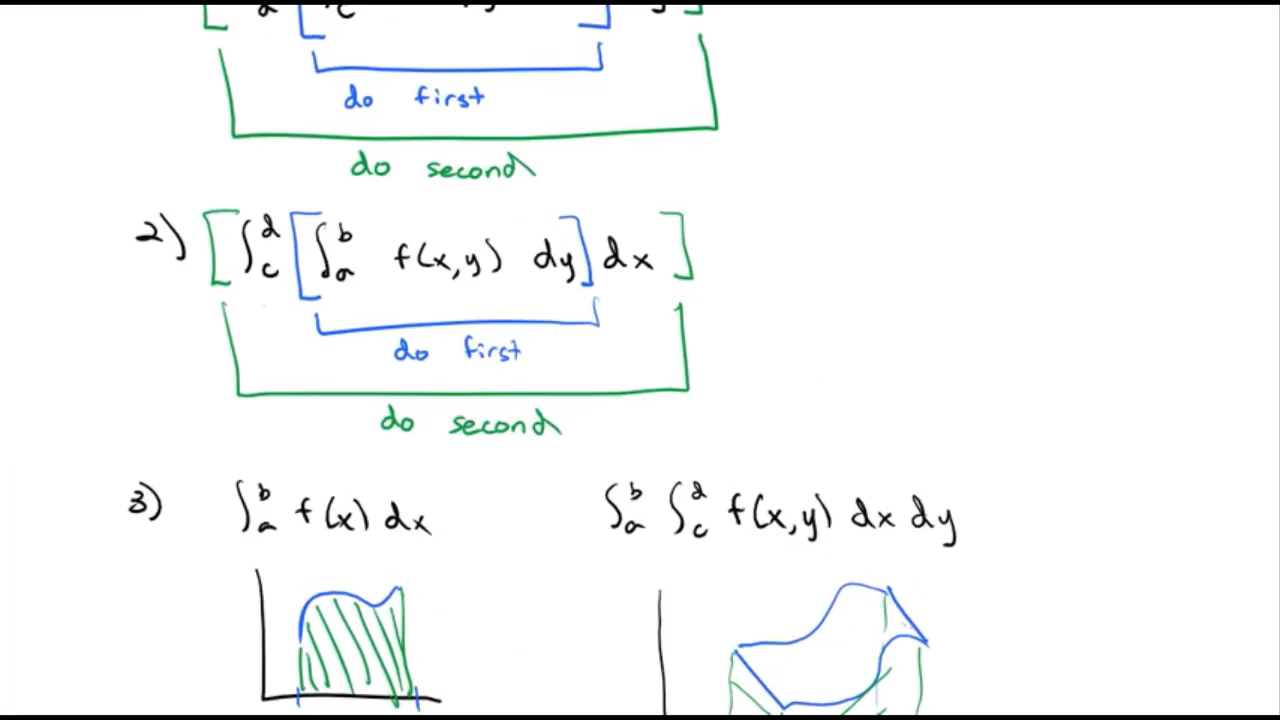 do first
do second
2) [∫_c^d [∫_a^b f(x,y) dy] dx]
do first
do second
3) ∫_a^b f(x) dx ∫_a^b ∫_c^d f(x,y) dx dy